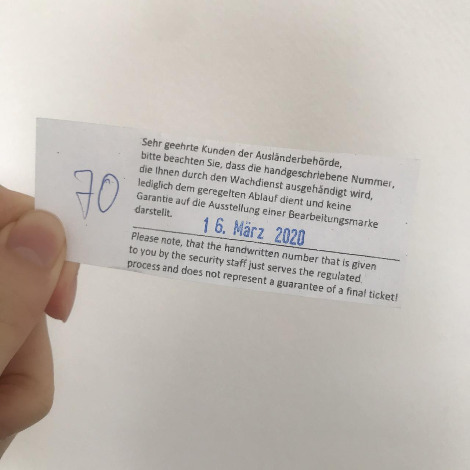 70
Sehr geehrte Kunden der Ausländerbehörde,
bitte beachten Sie, dass die handgeschriebene Nummer,
die Ihnen durch den Wachdienst ausgehändigt wird,
lediglich dem geregelten Ablauf dient und keine
Garantie auf die Ausstellung einer Bearbeitungsmarke
darstellt.
16. März 2020
Please note, that the handwritten number that is given
to you by the security staff just serves the regulated
process and does not represent a guarantee of a final ticket!